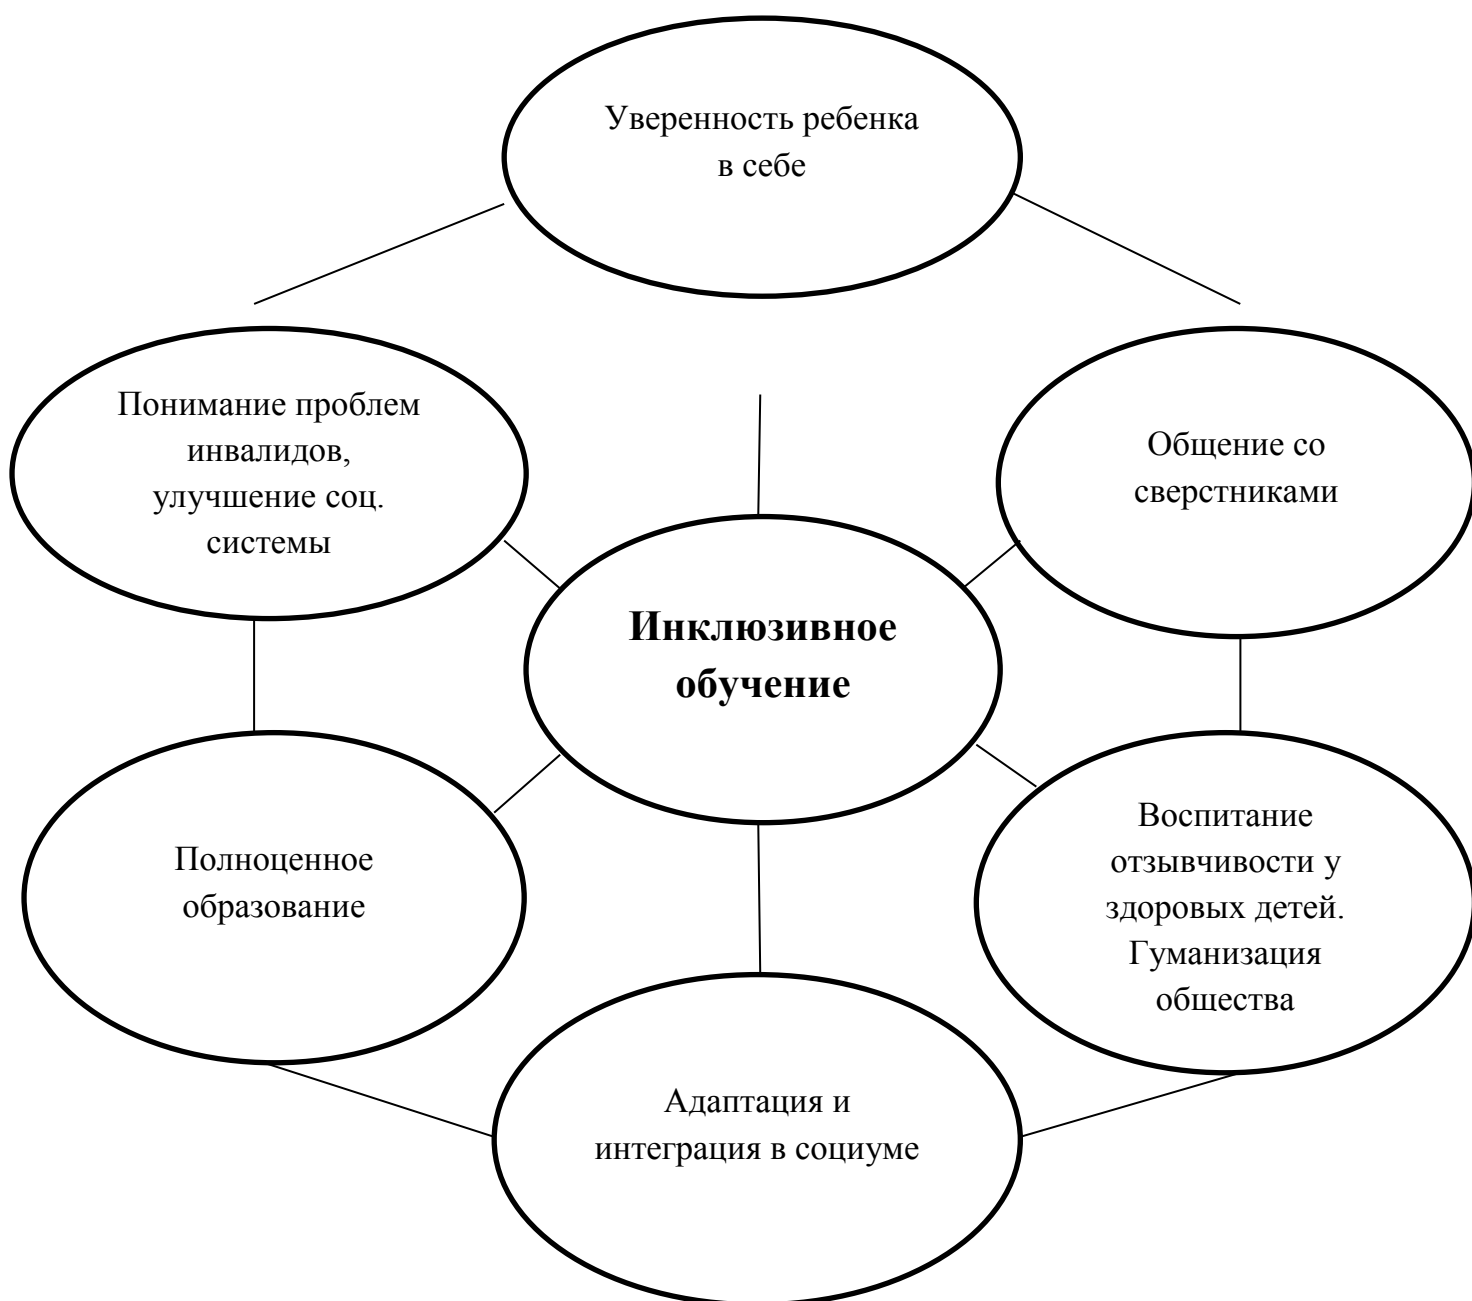 Уверенность ребенка
в себе
Понимание проблем
инвалидов,
улучшение соц.
системы
Общение со
сверстниками
Инклюзивное
обучение
Полноценное
образование
Воспитание
отзывчивости у
здоровых детей.
Гуманизация
общества
Адаптация и
интеграция в социуме